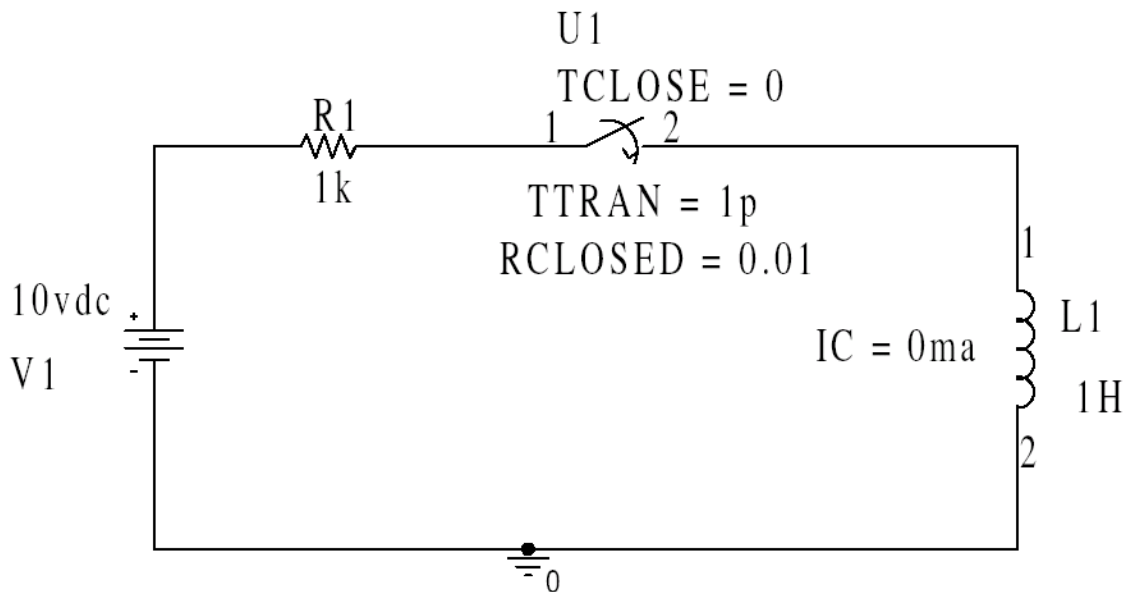 U1
TCLOSE = 0
R1
1 2
1k
TTRAN = 1p
RCLOSED = 0.01
1
10vdc
+
L1
IC = 0ma
V1
-
1H
2
0